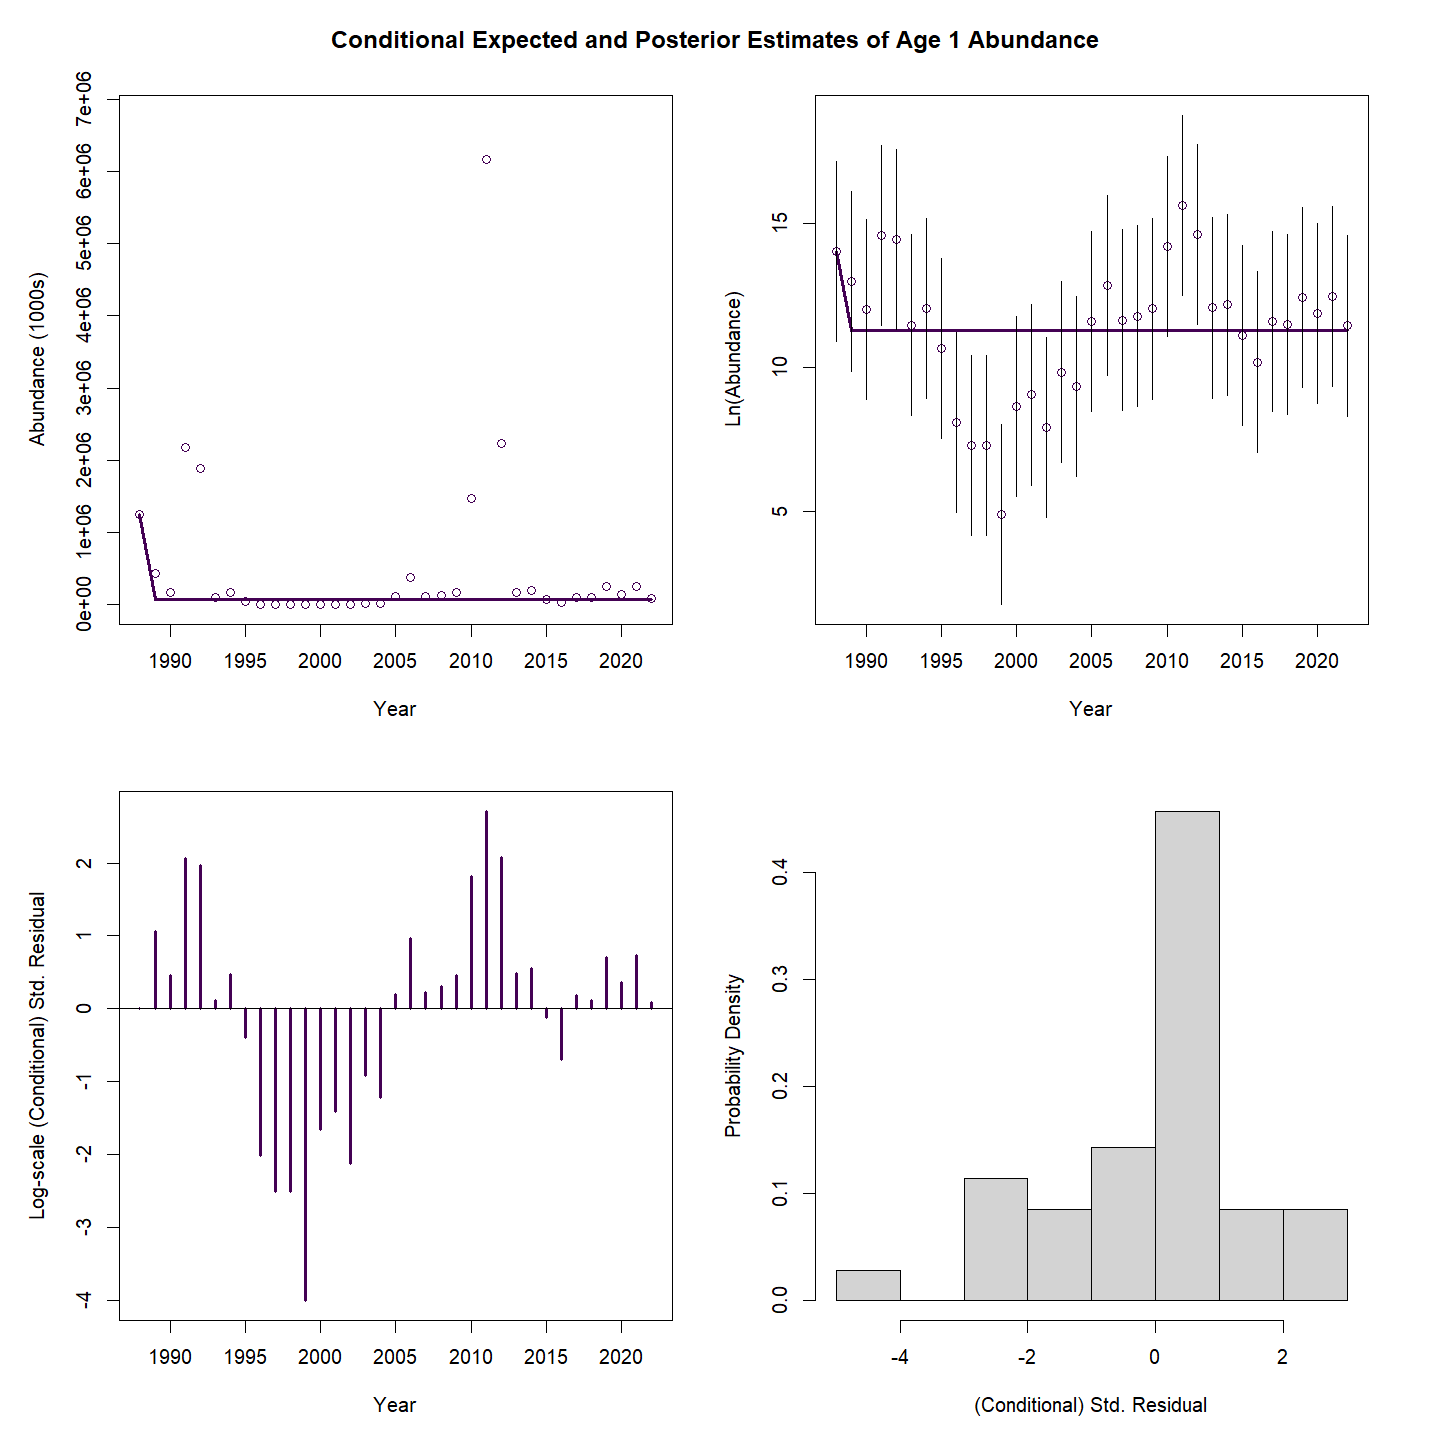 Conditional Expected and Posterior Estimates of Age 1 Abundance
Abundance (1000s)
7e+06
6e+06
5e+06
4e+06
3e+06
2e+06
1e+06
0e+00
1990 1995 2000 2005 2010 2015 2020
Year
Ln(Abundance)
15
10
5
1990 1995 2000 2005 2010 2015 2020
Year
Log-scale (Conditional) Std. Residual
2
1
0
-1
-2
-3
-4
1990 1995 2000 2005 2010 2015 2020
Year
Probability Density
0.4
0.3
0.2
0.1
0.0
-4 -2 0 2
(Conditional) Std. Residual